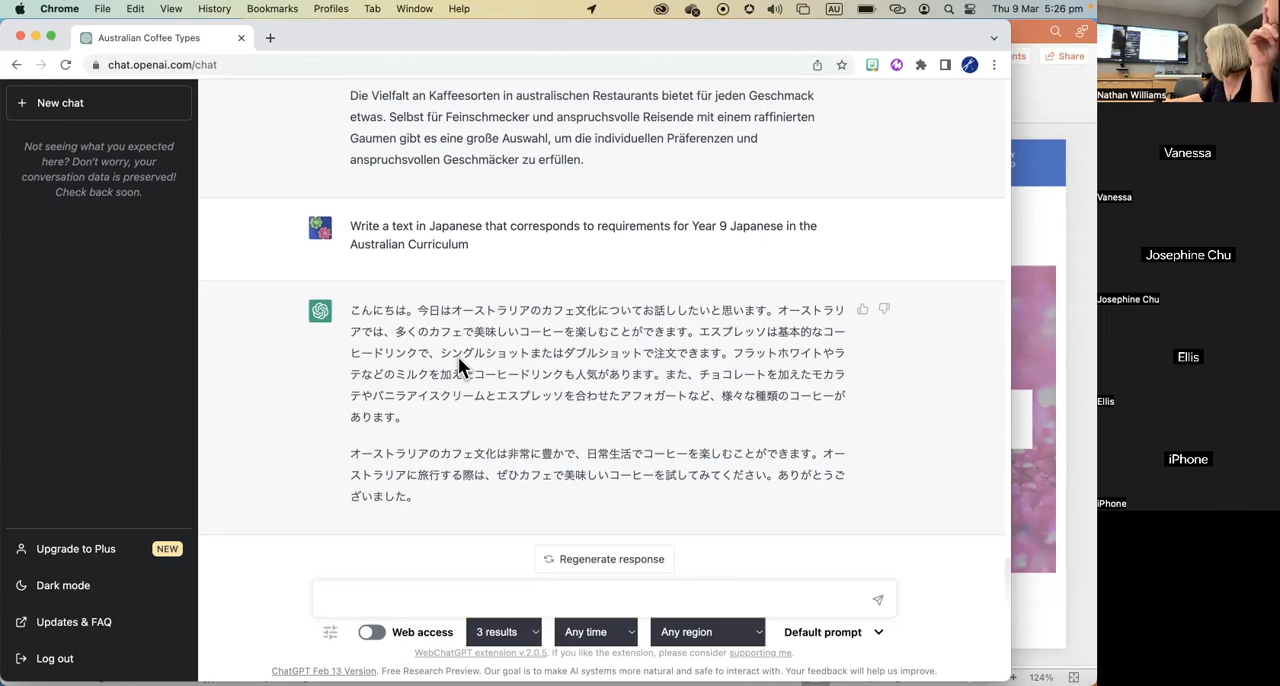 Chrome File Edit View History Bookmarks Profiles Tab Window Help AU Thu 9 Mar 5:26 pm
Australian Coffee Types
chat.openai.com/chat
Share
New chat
Not seeing what you expected
here? Don't worry, your
conversation data is preserved!
Check back soon.
Die Vielfalt an Kaffeesorten in australischen Restaurants bietet für jeden Geschmack
etwas. Selbst für Feinschmecker und anspruchsvolle Reisende mit einem raffinierten
Gaumen gibt es eine große Auswahl, um die individuellen Präferenzen und
anspruchsvollen Geschmäcker zu erfüllen.
Write a text in Japanese that corresponds to requirements for Year 9 Japanese in the
Australian Curriculum
こんにちは。今日はオーストラリアのカフェ文化についてお話ししたいと思います。オーストラリ
アでは、多くのカフェで美味しいコーヒーを楽しむことができます。エスプレッソは基本的なコー
ヒードリンクで、シングルショットまたはダブルショットで注文できます。フラットホワイトやラ
テなどのミルクを加えたコーヒードリンクも人気があります。また、チョコレートを加えたモカラ
テやバニラアイスクリームとエスプレッソを合わせたアフォガートなど、様々な種類のコーヒーが
あります。
オーストラリアのカフェ文化は非常に豊かで、日常生活でコーヒーを楽しむことができます。オー
ストラリアに旅行する際は、ぜひカフェで美味しいコーヒーを試してみてください。ありがとうご
ざいました。
Regenerate response
Upgrade to Plus NEW
Dark mode
Updates & FAQ
Log out
Web access 3 results Any time Any region Default prompt
WebChatGPT extension v.2.0.5. If you like the extension, please consider supporting me.
ChatGPT Feb 13 Version. Free Research Preview. Our goal is to make AI systems more natural and safe to interact with. Your feedback will help us improve.
124%
Nathan Williams
Vanessa
Vanessa
Josephine Chu
Josephine Chu
Ellis
Ellis
iPhone
iPhone